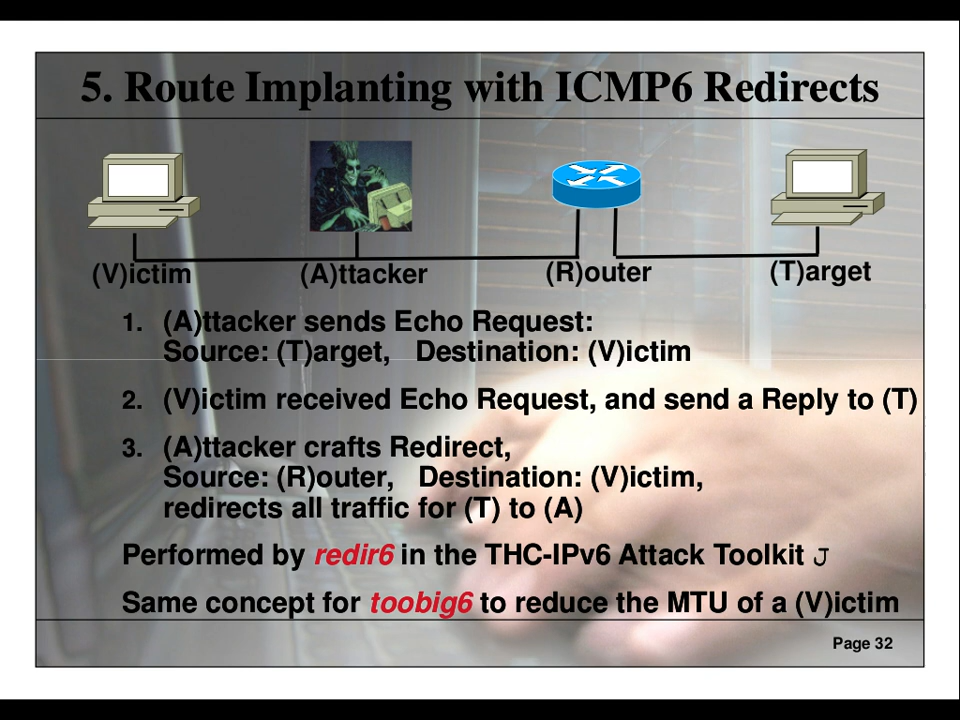 5. Route Implanting with ICMP6 Redirects
(V)ictim (A)ttacker (R)outer (T)arget
1. (A)ttacker sends Echo Request:
Source: (T)arget, Destination: (V)ictim
2. (V)ictim received Echo Request, and send a Reply to (T)
3. (A)ttacker crafts Redirect,
Source: (R)outer, Destination: (V)ictim,
redirects all traffic for (T) to (A)
Performed by redir6 in the THC-IPv6 Attack Toolkit J
Same concept for toobig6 to reduce the MTU of a (V)ictim
Page 32